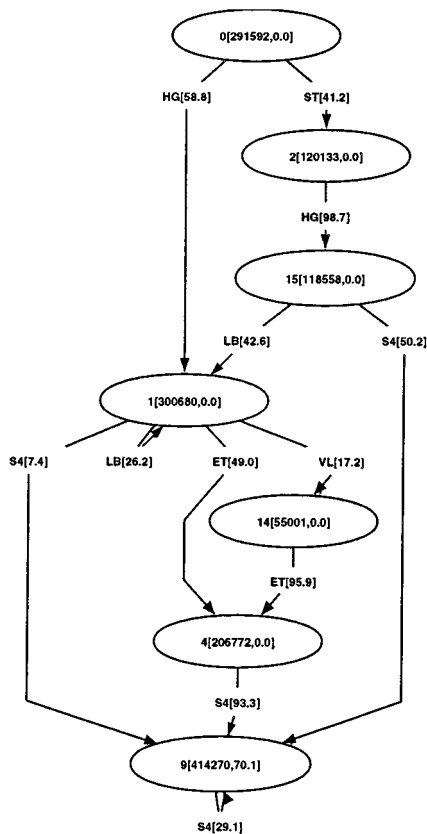 0[291592,0.0]
HG[58.8]
ST[41.2]
2[120133,0.0]
HG[98.7]
15[118558,0.0]
LB[42.6]
S4[50.2]
1[300680,0.0]
S4[7.4]
LB[26.2]
ET[49.0]
VL[17.2]
14[55001,0.0]
ET[95.9]
4[206772,0.0]
S4[93.3]
9[414270,70.1]
S4[29.1]